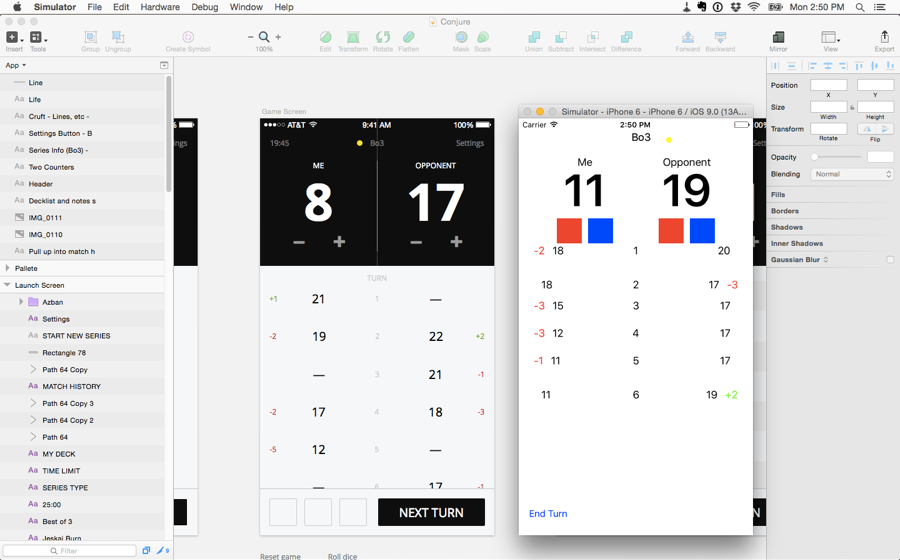 Simulator File Edit Hardware Debug Window Help Mon 2:50 PM
Conjure
Insert Tools Group Ungroup Create Symbol 100% Edit Transform Rotate Flatten Mask Scale Union Subtract Intersect Difference Forward Backward Mirror View Export
App
Line
Life
Cruft - Lines, etc -
Settings Button - B
Series Info (Bo3) -
Two Counters
Header
Decklist and notes s
IMG_0111
IMG_0110
Pull up into match h
Pallete
Launch Screen
Azban
Settings
START NEW SERIES
Rectangle 78
Path 64 Copy
MATCH HISTORY
Path 64 Copy 3
Path 64 Copy 2
Path 64
MY DECK
TIME LIMIT
SERIES TYPE
25:00
Best of 3
Jeskai Burn
Filter
9
100%
ttings
Game Screen
AT&T 9:41 AM 100%
19:45 Bo3 Settings
ME OPPONENT
8 17
− + − +
TURN
+1 21 1 —
-2 19 2 22 +2
— 3 21 -1
-2 17 4 18 -3
-5 12 5 —
17 -1
NEXT TURN
Reset game Roll dice
Simulator - iPhone 6 - iPhone 6 / iOS 9.0 (13A
Carrier 2:50 PM
Bo3
Me Opponent
11 19
-2 18 1 20
18 2 17 -3
-3 15 3 17
-3 12 4 17
-1 11 5 17
11 6 19 +2
End Turn
00%
ttings
N
Position
X Y
Size
Width Height
Transform
Rotate Flip
Opacity
Blending Normal
Fills
Borders
Shadows
Inner Shadows
Gaussian Blur